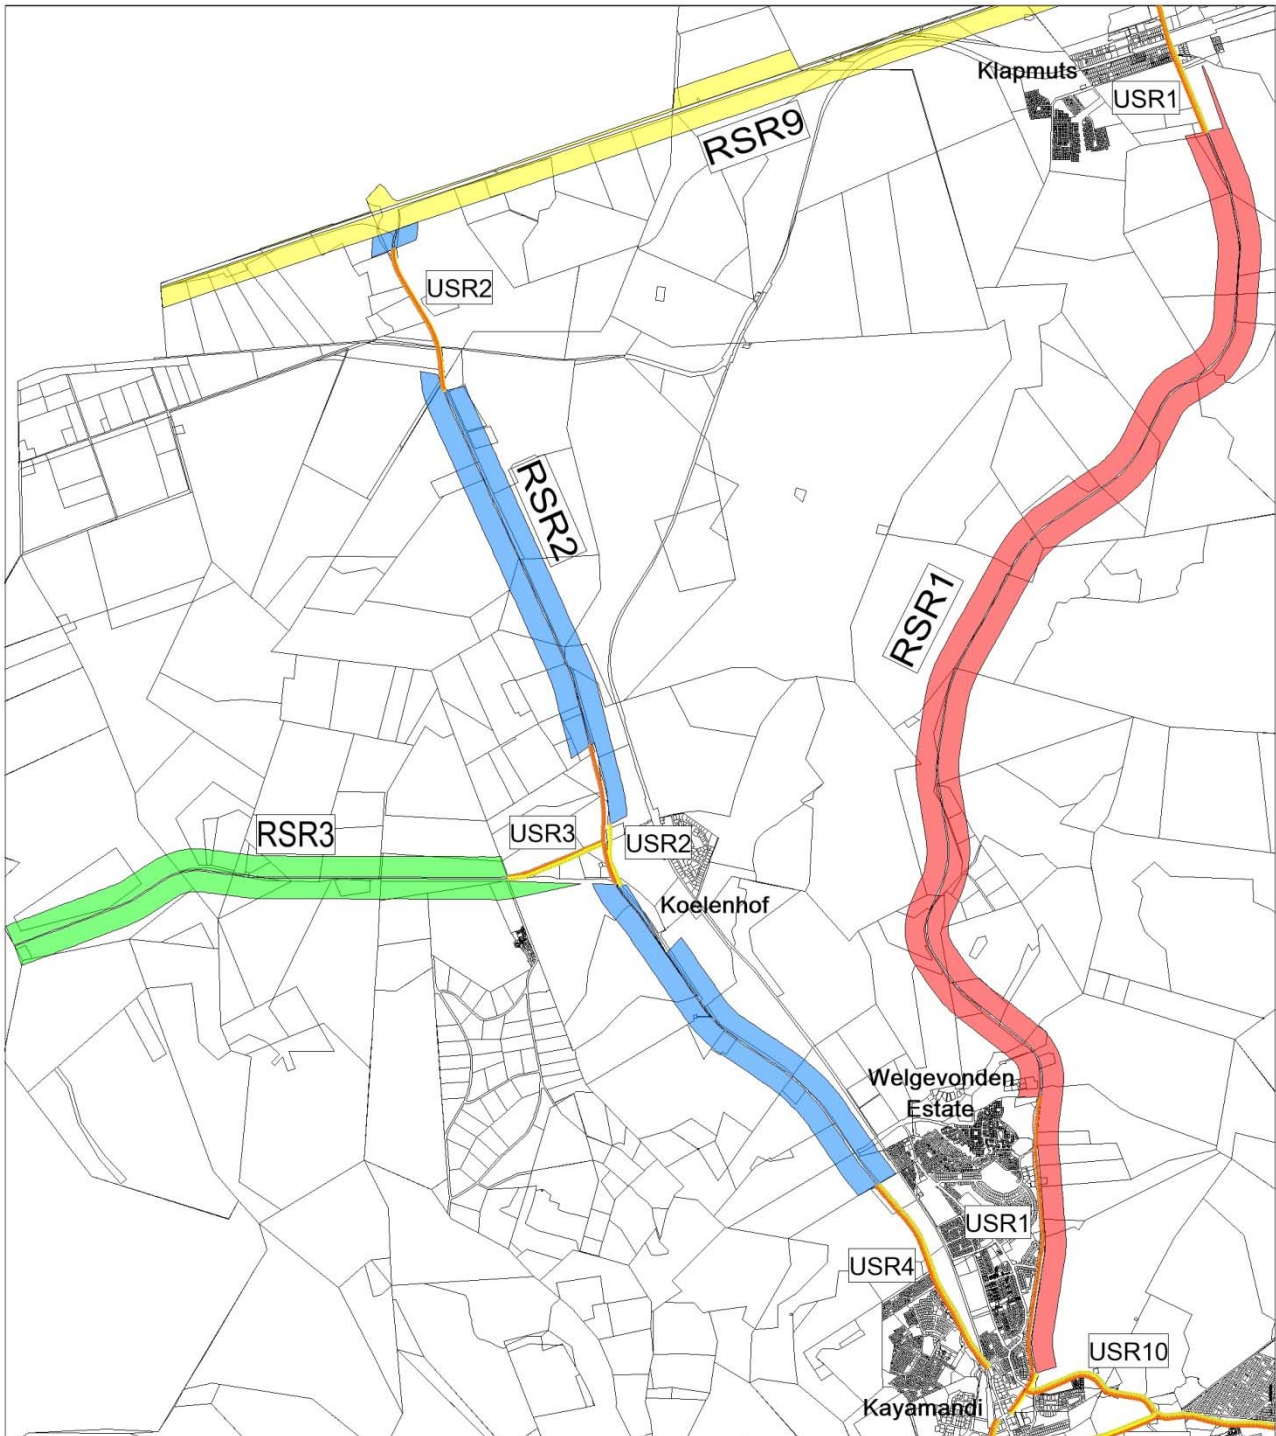 Klapmuts
USR1
RSR9
USR2
RSR2
RSR1
RSR3
USR3
USR2
Koelenhof
Welgevonden
Estate
USR1
USR4
USR10
Kayamandi